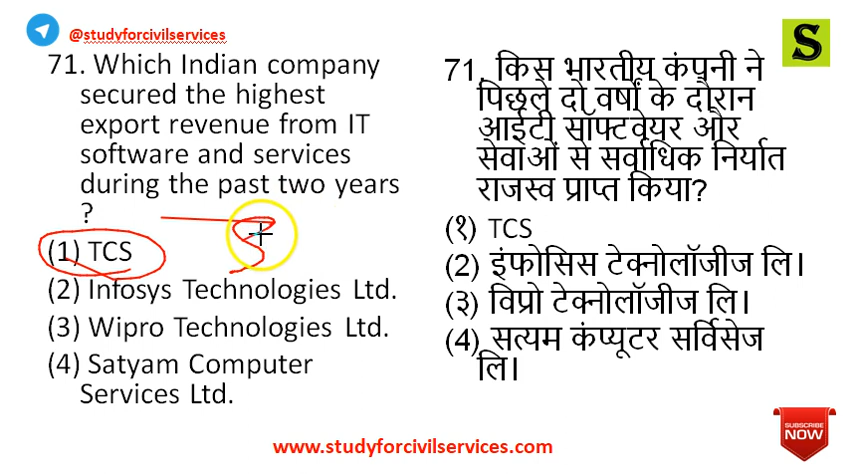 @studyforcivilservices
S
71. Which Indian company
secured the highest
export revenue from IT
software and services
during the past two years
?
(1) TCS
(2) Infosys Technologies Ltd.
(3) Wipro Technologies Ltd.
(4) Satyam Computer
Services Ltd.
71. किस भारतीय कंपनी ने
पिछले दो वर्षों के दौरान
आईटी सॉफ्टवेयर और
सेवाओं से सर्वाधिक निर्यात
राजस्व प्राप्त किया?
(१) TCS
(2) इंफोसिस टेक्नोलॉजीज लि।
(३) विप्रो टेक्नोलॉजीज लि।
(4) सत्यम कंप्यूटर सर्विसेज
लि।
SUBSCRIBE
NOW
www.studyforcivilservices.com